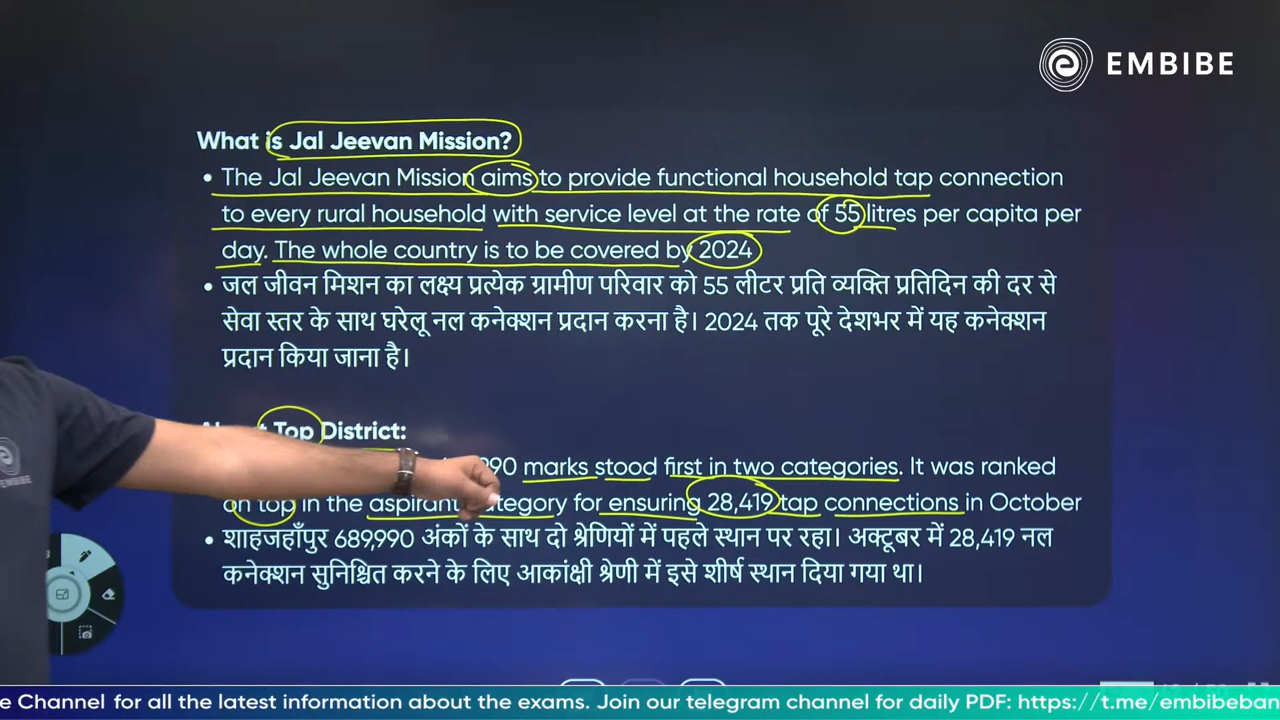 EMBIBE
What is Jal Jeevan Mission?
• The Jal Jeevan Mission aims to provide functional household tap connection
to every rural household with service level at the rate of 55 litres per capita per
day. The whole country is to be covered by 2024
• जल जीवन मिशन का लक्ष्य प्रत्येक ग्रामीण परिवार को 55 लीटर प्रति व्यक्ति प्रतिदिन की दर से
सेवा स्तर के साथ घरेलू नल कनेक्शन प्रदान करना है। 2024 तक पूरे देशभर में यह कनेक्शन
प्रदान किया जाना है।
Top District:
marks stood first in two categories. It was ranked
on top in the aspirant for ensuring 28,419 tap connections in October
• शाहजहाँपुर 689,990 अंकों के साथ दो श्रेणियों में पहले स्थान पर रहा। अक्टूबर में 28,419 नल
कनेक्शन सुनिश्चित करने के लिए आकांक्षी श्रेणी में इसे शीर्ष स्थान दिया गया था।
e Channel for all the latest information about the exams. Join our telegram channel for daily PDF: https://t.me/embibeban